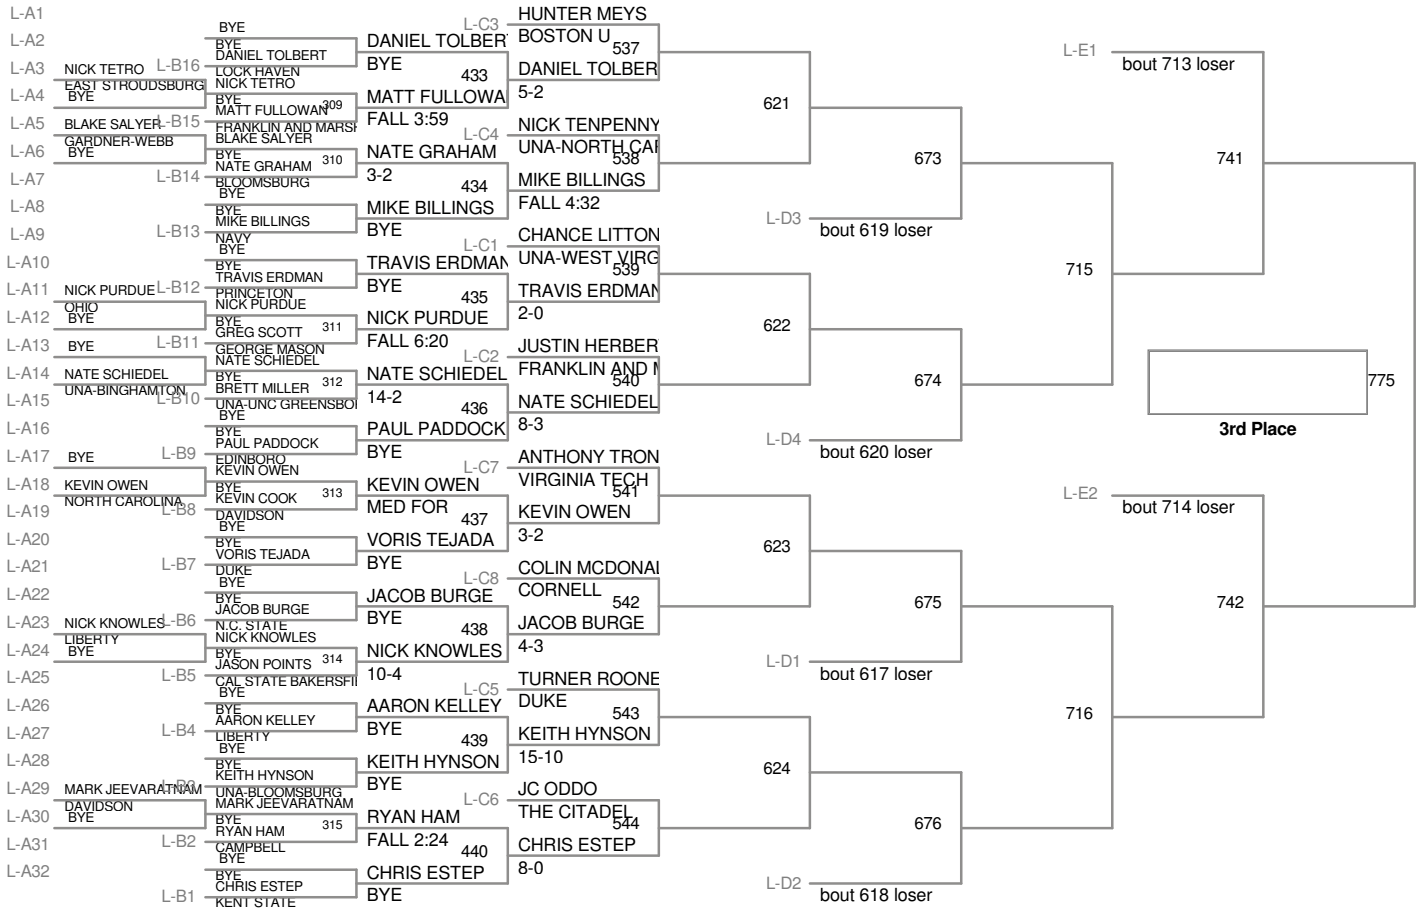 L-A1
L-A2
L-A3
L-A4
L-A5
L-A6
L-A7
L-A8
L-A9
L-A10
L-A11
L-A12
L-A13
L-A14
L-A15
L-A16
L-A17
L-A18
L-A19
L-A20
L-A21
L-A22
L-A23
L-A24
L-A25
L-A26
L-A27
L-A28
L-A29
L-A30
L-A31
L-A32
NICK TETRO
EAST STROUDSBURG
BYE
BLAKE SALYER
GARDNER-WEBB
BYE
NICK PURDUE
OHIO
BYE
BYE
NATE SCHIEDEL
UNA-BINGHAMTON
BYE
KEVIN OWEN
NORTH CAROLINA
NICK KNOWLES
LIBERTY
BYE
MARK JEEVARATNAM
DAVIDSON
BYE
BYE
BYE
L-B16 DANIEL TOLBERT
LOCK HAVEN
NICK TETRO
BYE
309
L-B15 MATT FULLOWAN
FRANKLIN AND MARSH
BLAKE SALYER
BYE
310
L-B14 NATE GRAHAM
BLOOMSBURG
BYE
BYE
L-B13 MIKE BILLINGS
NAVY
BYE
BYE
L-B12 TRAVIS ERDMAN
PRINCETON
NICK PURDUE
BYE
311
L-B11 GREG SCOTT
GEORGE MASON
NATE SCHIEDEL
BYE
312
L-B10 BRETT MILLER
UNA-UNC GREENSBO
BYE
BYE
L-B9 PAUL PADDOCK
EDINBORO
KEVIN OWEN
BYE
313
L-B8 KEVIN COOK
DAVIDSON
BYE
BYE
L-B7 VORIS TEJADA
DUKE
BYE
BYE
L-B6 JACOB BURGE
N.C. STATE
NICK KNOWLES
BYE
314
L-B5 JASON POINTS
CAL STATE BAKERSFI
BYE
BYE
L-B4 AARON KELLEY
LIBERTY
BYE
BYE
L-B3 KEITH HYNSON
UNA-BLOOMSBURG
MARK JEEVARATNAM
BYE
315
L-B2 RYAN HAM
CAMPBELL
BYE
BYE
L-B1 CHRIS ESTEP
KENT STATE
DANIEL TOLBERT
BYE
433
MATT FULLOWA
FALL 3:59
NATE GRAHAM
3-2
434
MIKE BILLINGS
BYE
TRAVIS ERDMAN
BYE
435
NICK PURDUE
FALL 6:20
NATE SCHIEDEL
14-2
436
PAUL PADDOCK
BYE
KEVIN OWEN
MED FOR
437
VORIS TEJADA
BYE
JACOB BURGE
BYE
438
NICK KNOWLES
10-4
AARON KELLEY
BYE
439
KEITH HYNSON
BYE
RYAN HAM
FALL 2:24
440
CHRIS ESTEP
BYE
L-C3 HUNTER MEYS
BOSTON U
537
DANIEL TOLBER
5-2
L-C4 NICK TENPENNY
UNA-NORTH CAR
538
MIKE BILLINGS
FALL 4:32
L-C1 CHANCE LITTON
UNA-WEST VIRG
539
TRAVIS ERDMAN
2-0
L-C2 JUSTIN HERBER
FRANKLIN AND M
540
NATE SCHIEDEL
8-3
L-C7 ANTHONY TRON
VIRGINIA TECH
541
KEVIN OWEN
3-2
L-C8 COLIN MCDONAL
CORNELL
542
JACOB BURGE
4-3
L-C5 TURNER ROONE
DUKE
543
KEITH HYNSON
15-10
L-C6 JC ODDO
THE CITADEL
544
CHRIS ESTEP
8-0
621
L-D3 bout 619 loser
622
L-D4 bout 620 loser
623
L-D1 bout 617 loser
624
L-D2 bout 618 loser
673
674
675
676
L-E1 bout 713 loser
715
L-E2 bout 714 loser
716
741
742
775
3rd Place